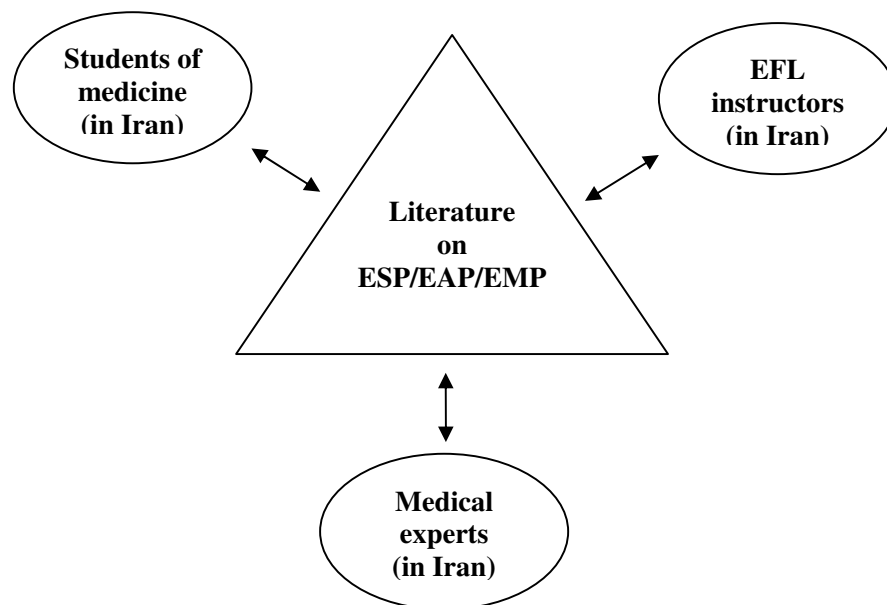 Students of
medicine
(in Iran)
EFL
instructors
(in Iran)
Literature
on
ESP/EAP/EMP
Medical
experts
(in Iran)